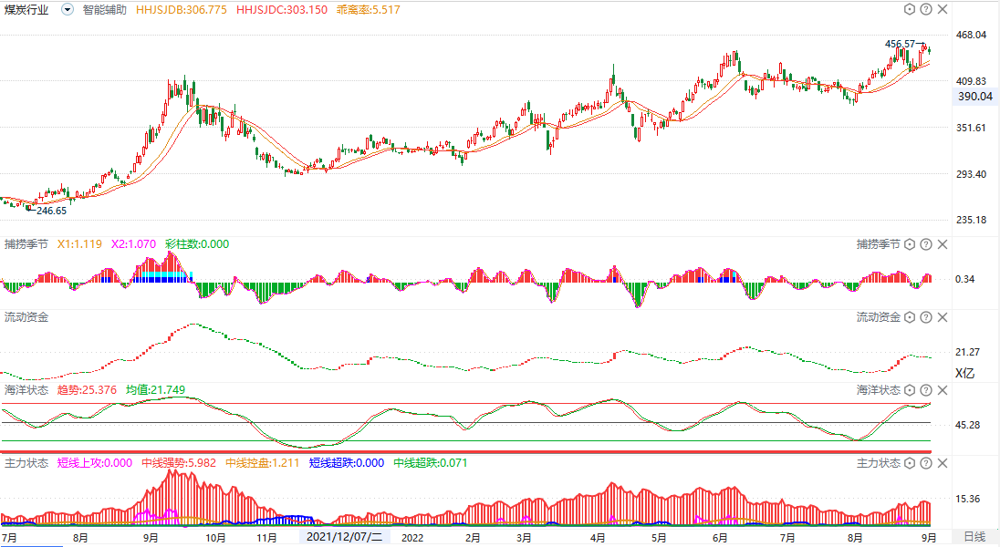 煤炭行业 智能辅助 HHJSJDB:306.775 HHJSJDC:303.150 乖离率:5.517
468.04
456.57
409.83
390.04
351.61
293.40
246.65
235.18
捕捞季节 X1:1.119 X2:1.070 彩柱数:0.000 捕捞季节
0.34
流动资金 流动资金
21.27
X亿
海洋状态 趋势:25.376 均值:21.749 海洋状态
45.28
主力状态 短线上攻:0.000 中线强势:5.982 中线控盘:1.211 短线超跌:0.000 中线超跌:0.071 主力状态
15.36
7月 8月 9月 10月 11月 2021/12/07/二 2022 2月 3月 4月 5月 6月 7月 8月 9月 日线